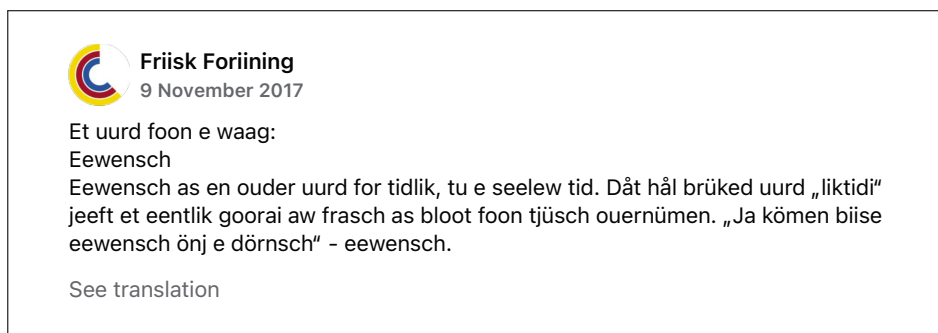 Friisk Foriining
9 November 2017
Et uurd foon e waag:
Eewensch
Eewensch as en ouder uurd for tidlik, tu e seelew tid. Dåt hål brüked uurd „liktidi“
jeeft et eentlik goorai aw frasch as bloot foon tjüsch ouernümen. „Ja kömen biise
eewensch önj e dörnsch“ - eewensch.
See translation